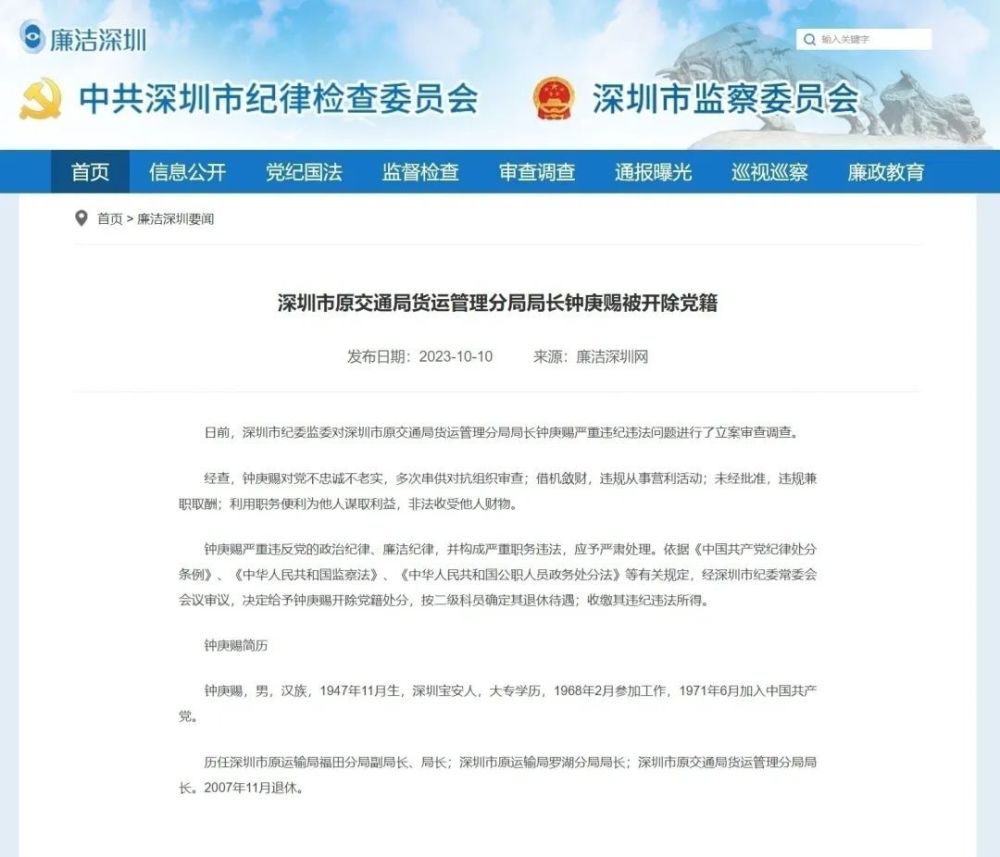 廉洁深圳
输入关键字
中共深圳市纪律检查委员会 深圳市监察委员会
首页 信息公开 党纪国法 监督检查 审查调查 通报曝光 巡视巡察 廉政教育
首页 > 廉洁深圳要闻
深圳市原交通局货运管理分局局长钟庚赐被开除党籍
发布日期：2023-10-10 来源：廉洁深圳网
日前，深圳市纪委监委对深圳市原交通局货运管理分局局长钟庚赐严重违纪违法问题进行了立案审查调查。
经查，钟庚赐对党不忠诚不老实，多次串供对抗组织审查；借机敛财，违规从事营利活动；未经批准，违规兼
职取酬；利用职务便利为他人谋取利益，非法收受他人财物。
钟庚赐严重违反党的政治纪律、廉洁纪律，并构成严重职务违法，应予严肃处理。依据《中国共产党纪律处分
条例》、《中华人民共和国监察法》、《中华人民共和国公职人员政务处分法》等有关规定，经深圳市纪委常委会
会议审议，决定给予钟庚赐开除党籍处分，按二级科员确定其退休待遇；收缴其违纪违法所得。
钟庚赐简历
钟庚赐，男，汉族，1947年11月生，深圳宝安人，大专学历，1968年2月参加工作，1971年6月加入中国共产
党。
历任深圳市原运输局福田分局副局长、局长；深圳市原运输局罗湖分局局长；深圳市原交通局货运管理分局局
长。2007年11月退休。